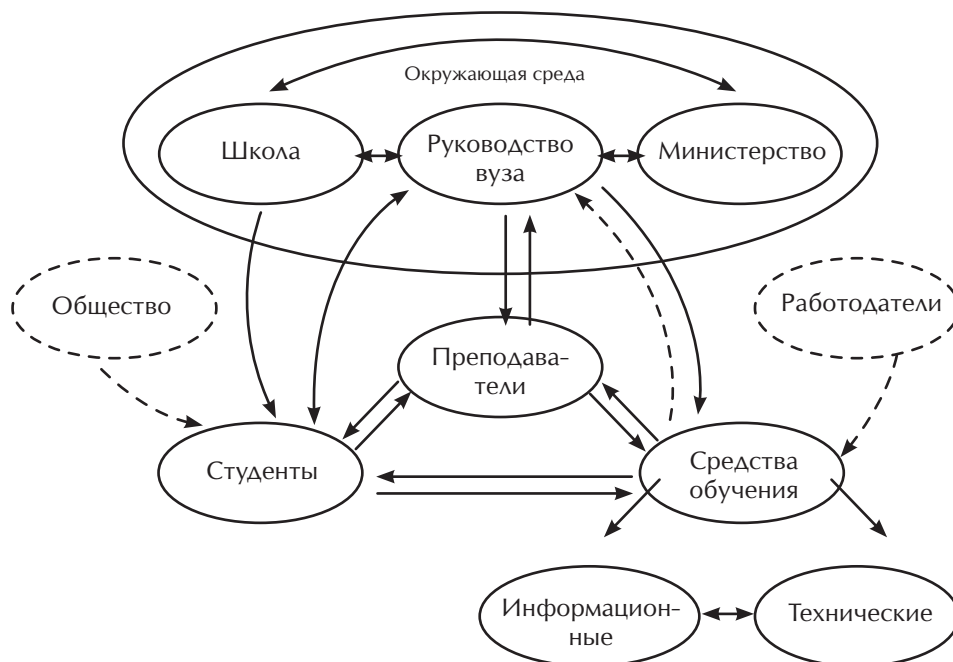 Окружающая среда
Школа
Руководство
вуза
Министерство
Общество
Работодатели
Преподава-
тели
Студенты
Средства
обучения
Информацион-
ные
Технические